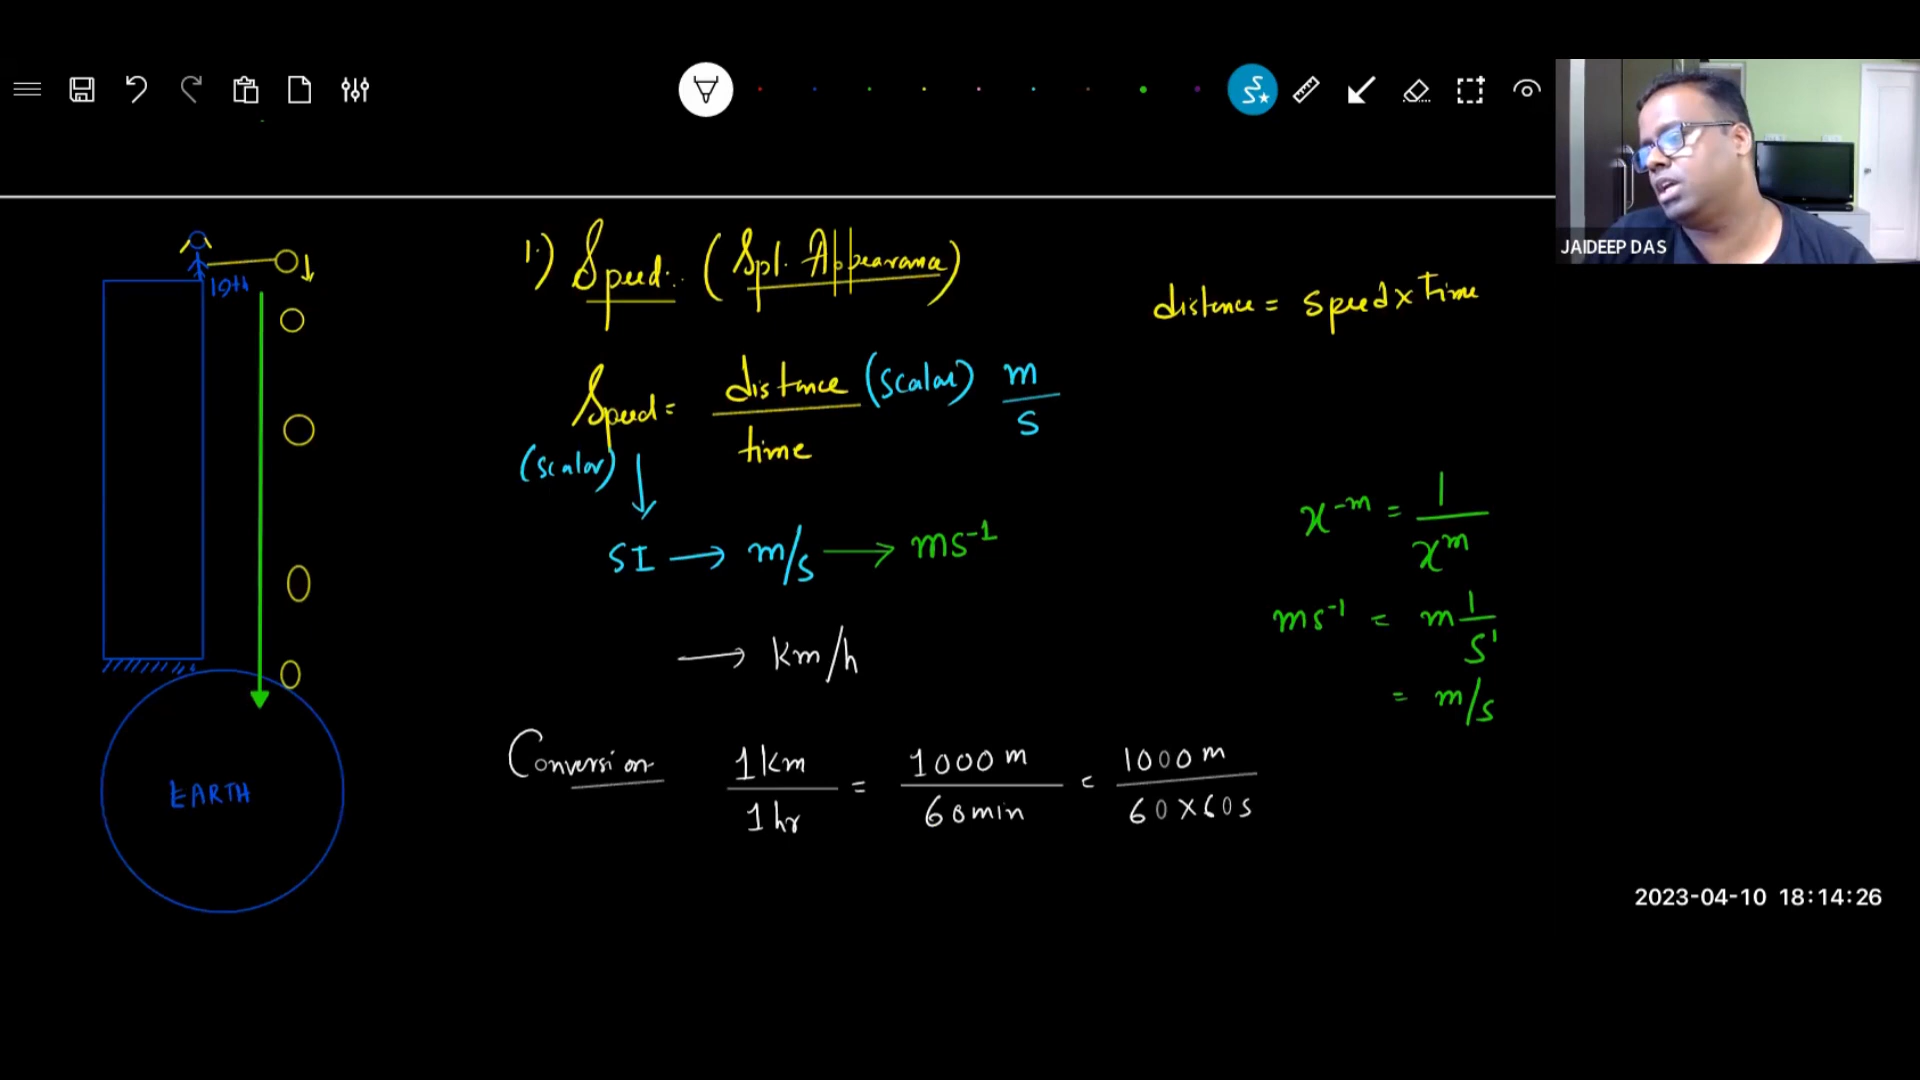 JAIDEEP DAS
1.) Speed:. (Spl. Appearance)
19th
distance = speed x Time
Speed = distance (scalar) m
time s
(scalar)
x⁻ᵐ = 1/xᵐ
SI → m/s → ms⁻¹
ms⁻¹ = m 1/s¹
→ km/h
= m/s
Conversion 1km/1hr = 1000m/60min = 1000m/60x60s
EARTH
2023-04-10 18:14:26